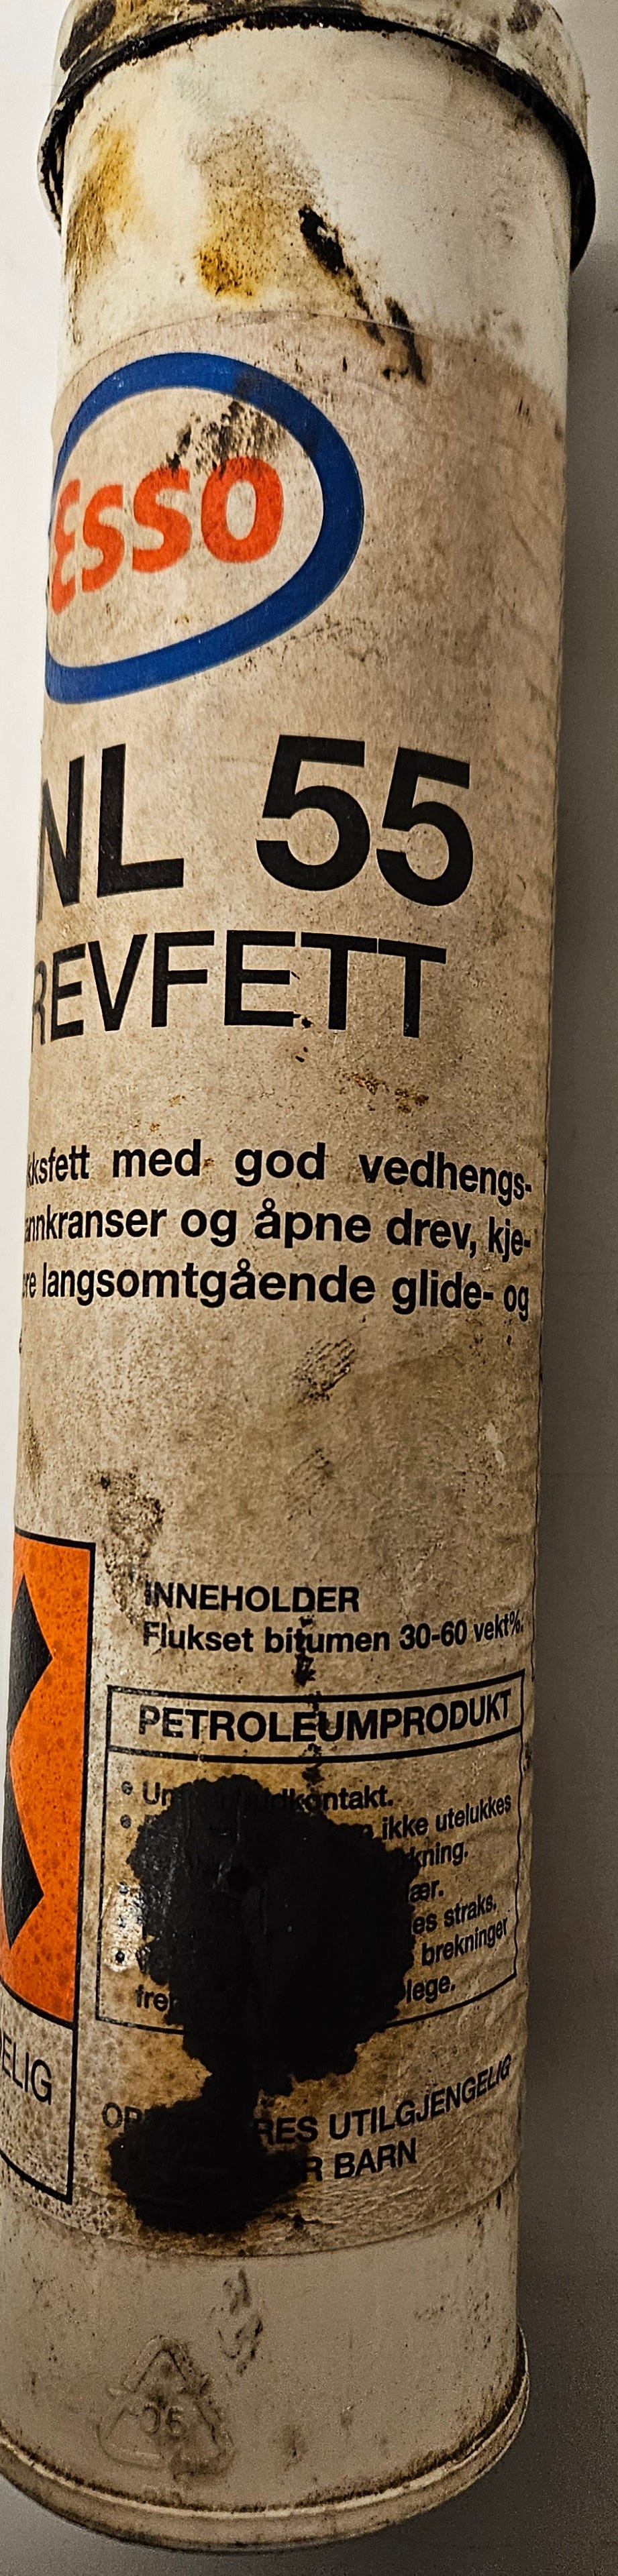 Esso
NL 55
REVFETT
ksfett med god vedhengs-
annkranser og åpne drev, kje-
re langsomtgående glide- og
INNEHOLDER
Flukset bitumen 30-60 vekt%.
PETROLEUMPRODUKT
kontakt.
ikke utelukkes
kning.
ær.
es straks.
brekninger
lege.
ELIG
RES UTILGJENGELIG
R BARN
05